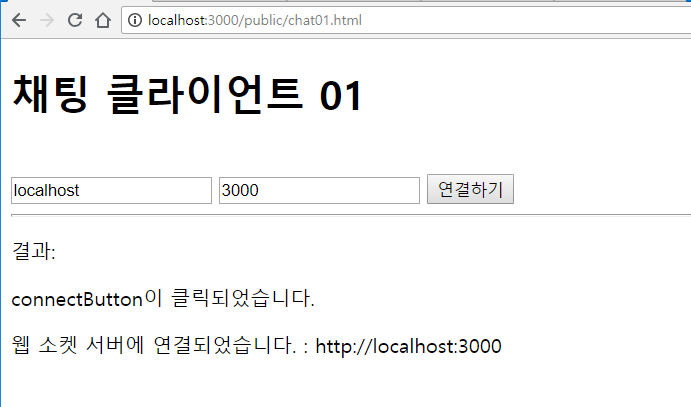 localhost:3000/public/chat01.html
채팅 클라이언트 01
localhost 3000 연결하기
결과:
connectButton이 클릭되었습니다.
웹 소켓 서버에 연결되었습니다. : http://localhost:3000